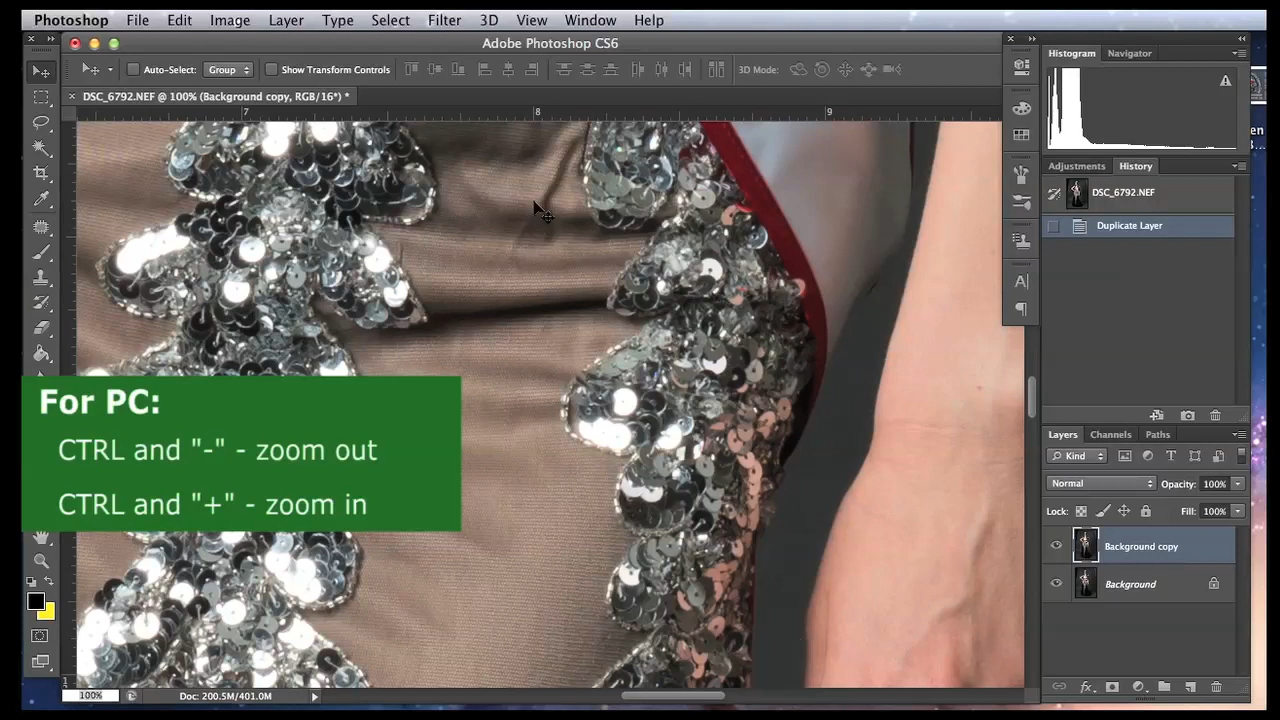 Photoshop File Edit Image Layer Type Select Filter 3D View Window Help
Adobe Photoshop CS6
Auto-Select: Group Show Transform Controls 3D Mode:
DSC_6792.NEF @ 100% (Background copy, RGB/16*) *
7 8 9
For PC:
CTRL and "-" - zoom out
CTRL and "+" - zoom in
100% Doc: 200.5M/401.0M
Histogram Navigator
Adjustments History
DSC_6792.NEF
Duplicate Layer
Layers Channels Paths
Kind
Normal Opacity: 100%
Lock: Fill: 100%
Background copy
Background